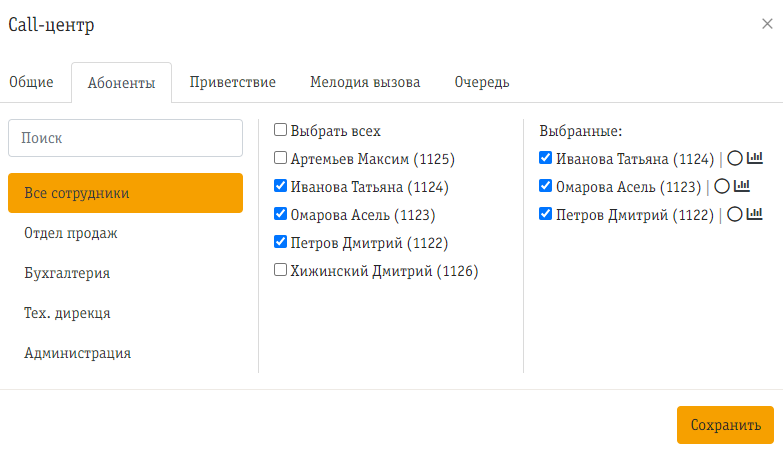 Call-центр
Общие
Абоненты
Приветствие
Мелодия вызова
Очередь
Поиск
Все сотрудники
Отдел продаж
Бухгалтерия
Тех. дирекця
Администрация
Выбрать всех
Артемьев Максим (1125)
Иванова Татьяна (1124)
Омарова Асель (1123)
Петров Дмитрий (1122)
Хижинский Дмитрий (1126)
Выбранные:
Иванова Татьяна (1124) |
Омарова Асель (1123) |
Петров Дмитрий (1122) |
Сохранить